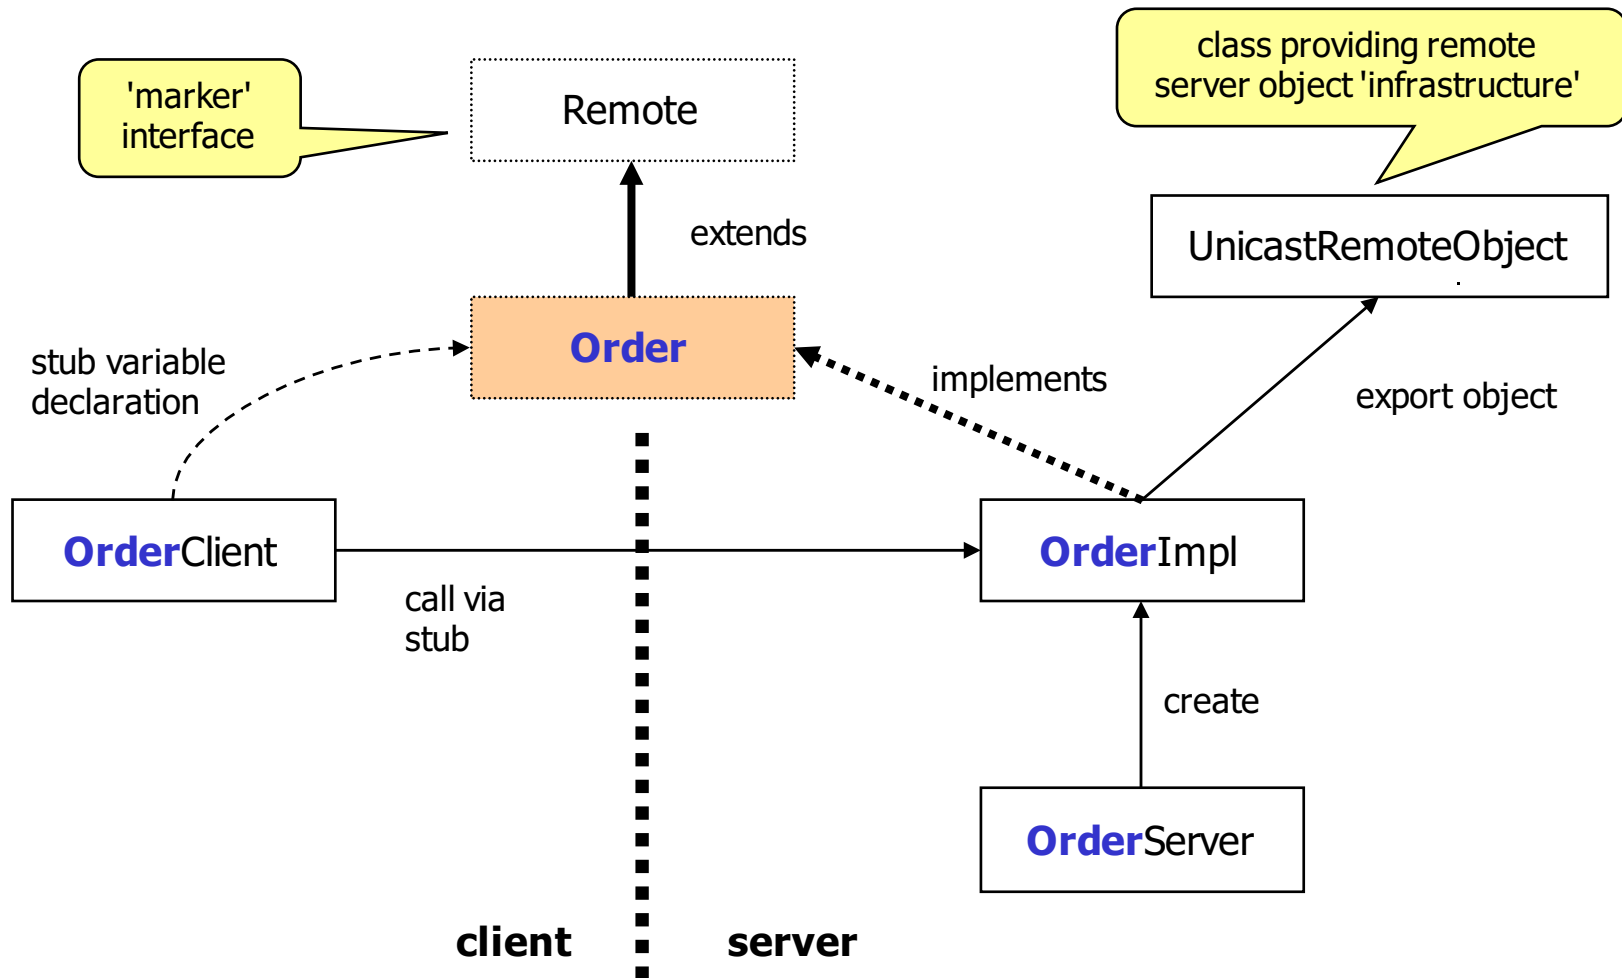 class providing remote
server object 'infrastructure'
'marker'
interface
Remote
extends
UnicastRemoteObject
Order
stub variable
declaration
implements
export object
OrderClient
OrderImpl
call via
stub
create
OrderServer
client
server